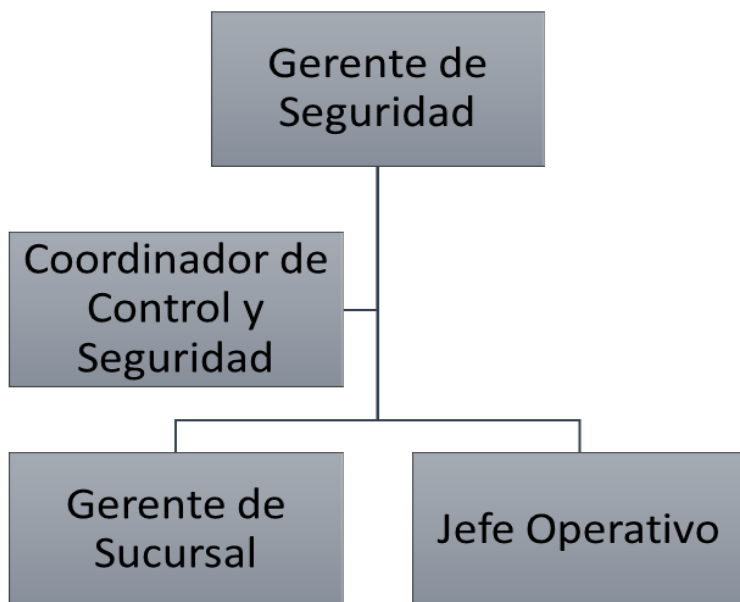 Gerente de
Seguridad
Coordinador de
Control y
Seguridad
Gerente de
Sucursal
Jefe Operativo